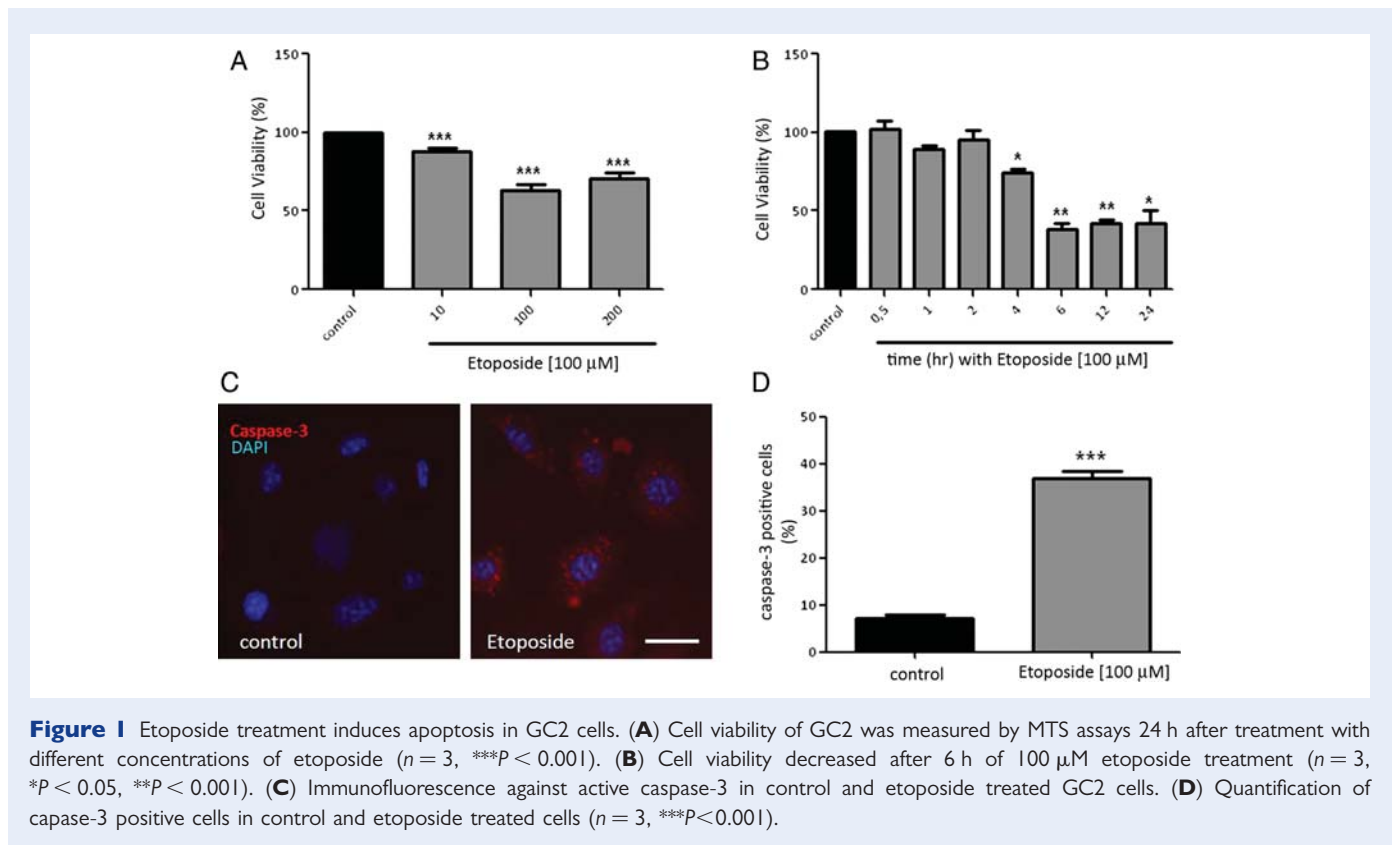 A
Cell Viability (%)
150
100
50
0
***
***
***
control
10
100
200
Etoposide [100 µM]
B
Cell Viability (%)
150
100
50
0
*
**
**
*
control
0,5
1
2
4
6
12
24
time (hr) with Etoposide [100 µM]
C
Caspase-3
DAPI
control
Etoposide
D
caspase-3 positive cells
(%)
50
40
30
20
10
0
***
control
Etoposide [100 µM]
Figure 1 Etoposide treatment induces apoptosis in GC2 cells. (A) Cell viability of GC2 was measured by MTS assays 24 h after treatment with
different concentrations of etoposide (n = 3, ***P < 0.001). (B) Cell viability decreased after 6 h of 100 µM etoposide treatment (n = 3,
*P < 0.05, **P < 0.001). (C) Immunofluorescence against active caspase-3 in control and etoposide treated GC2 cells. (D) Quantification of
capase-3 positive cells in control and etoposide treated cells (n = 3, ***P<0.001).